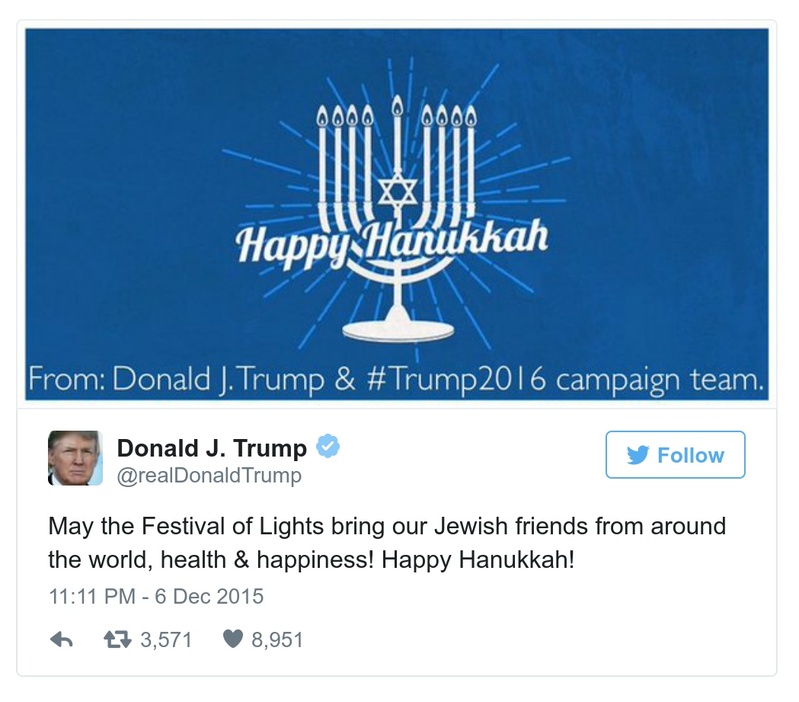 Happy Hanukkah
From: Donald J. Trump & #Trump2016 campaign team.
Donald J. Trump
Follow
@realDonaldTrump
May the Festival of Lights bring our Jewish friends from around
the world, health & happiness! Happy Hanukkah!
11:11 PM - 6 Dec 2015
3,571 8,951